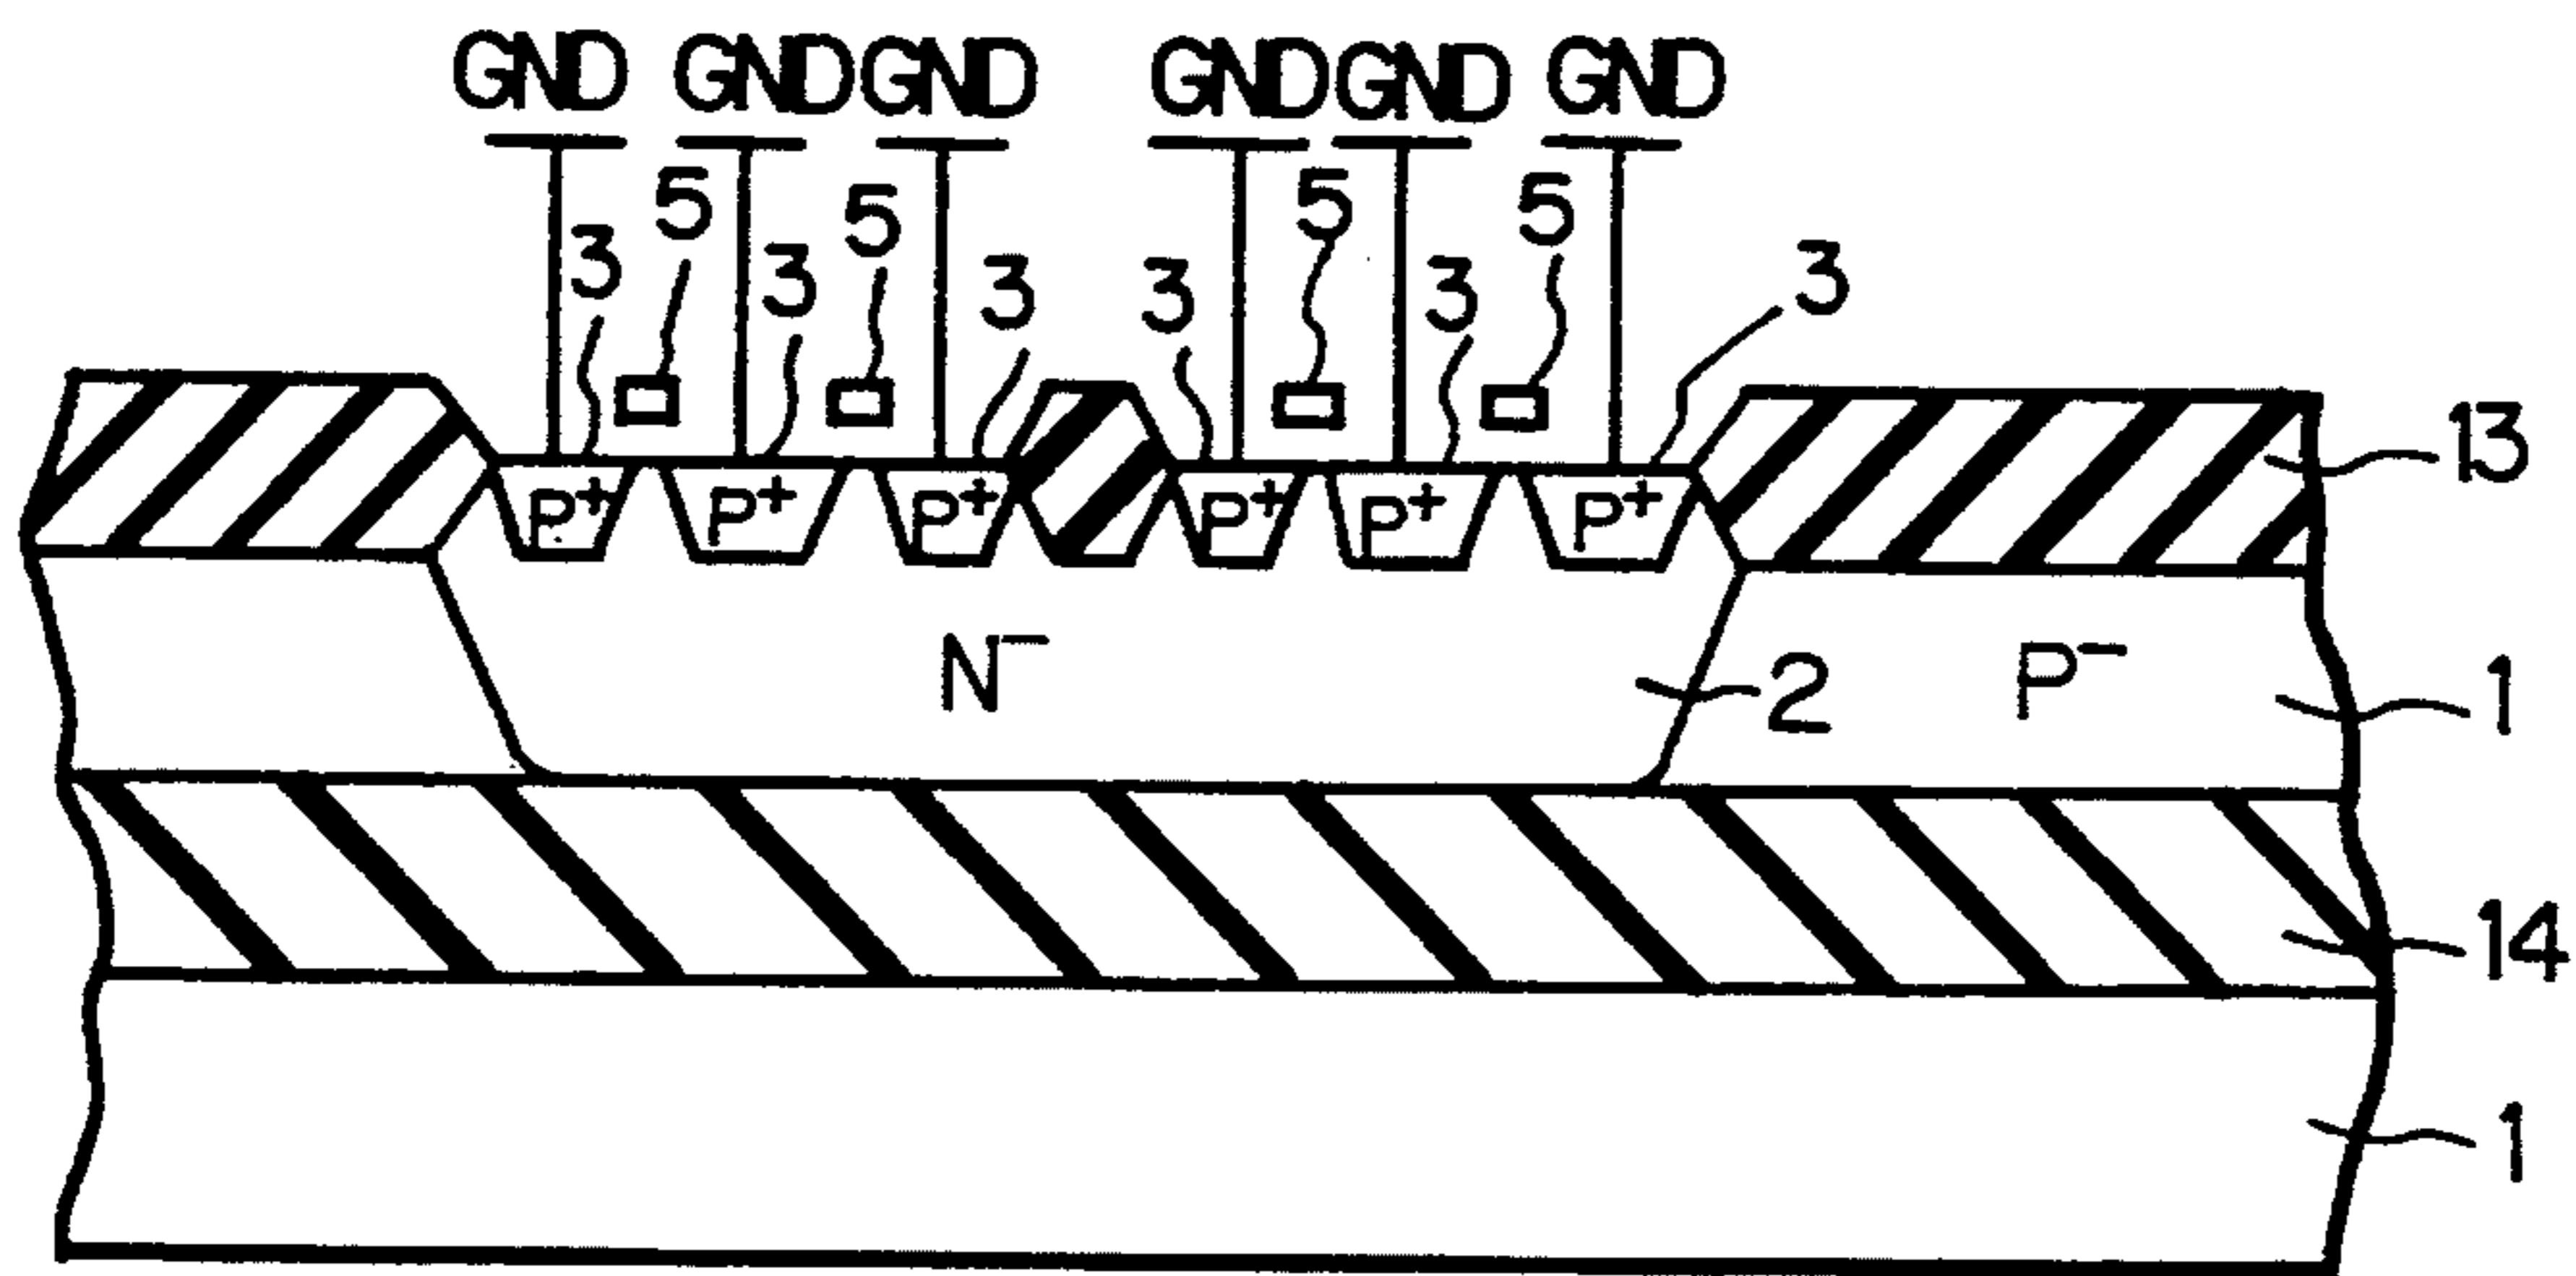 GND GND GND GND GND GND
5 5 5 5
3 3 3 3 3 3
13
P+ P+ P+ P+ P+ P+
N− 2 P− 1
14
1